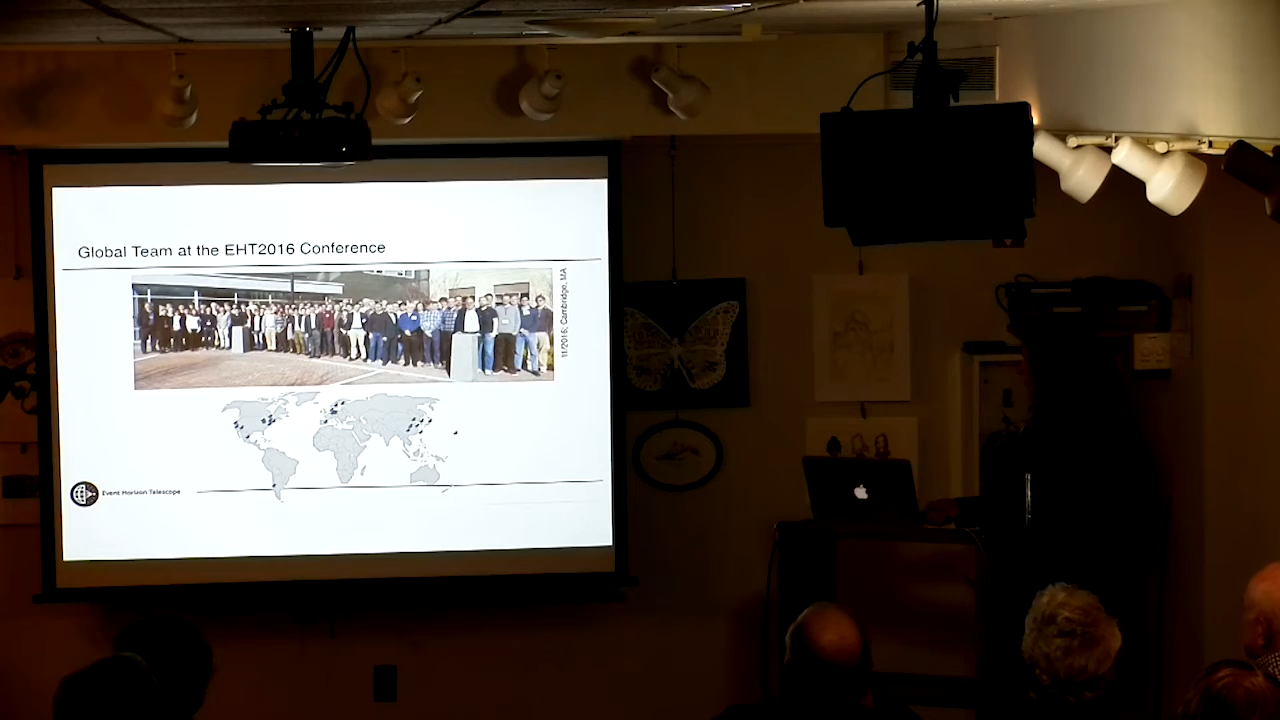 Global Team at the EHT2016 Conference
11/2016; Cambridge, MA
Event Horizon Telescope